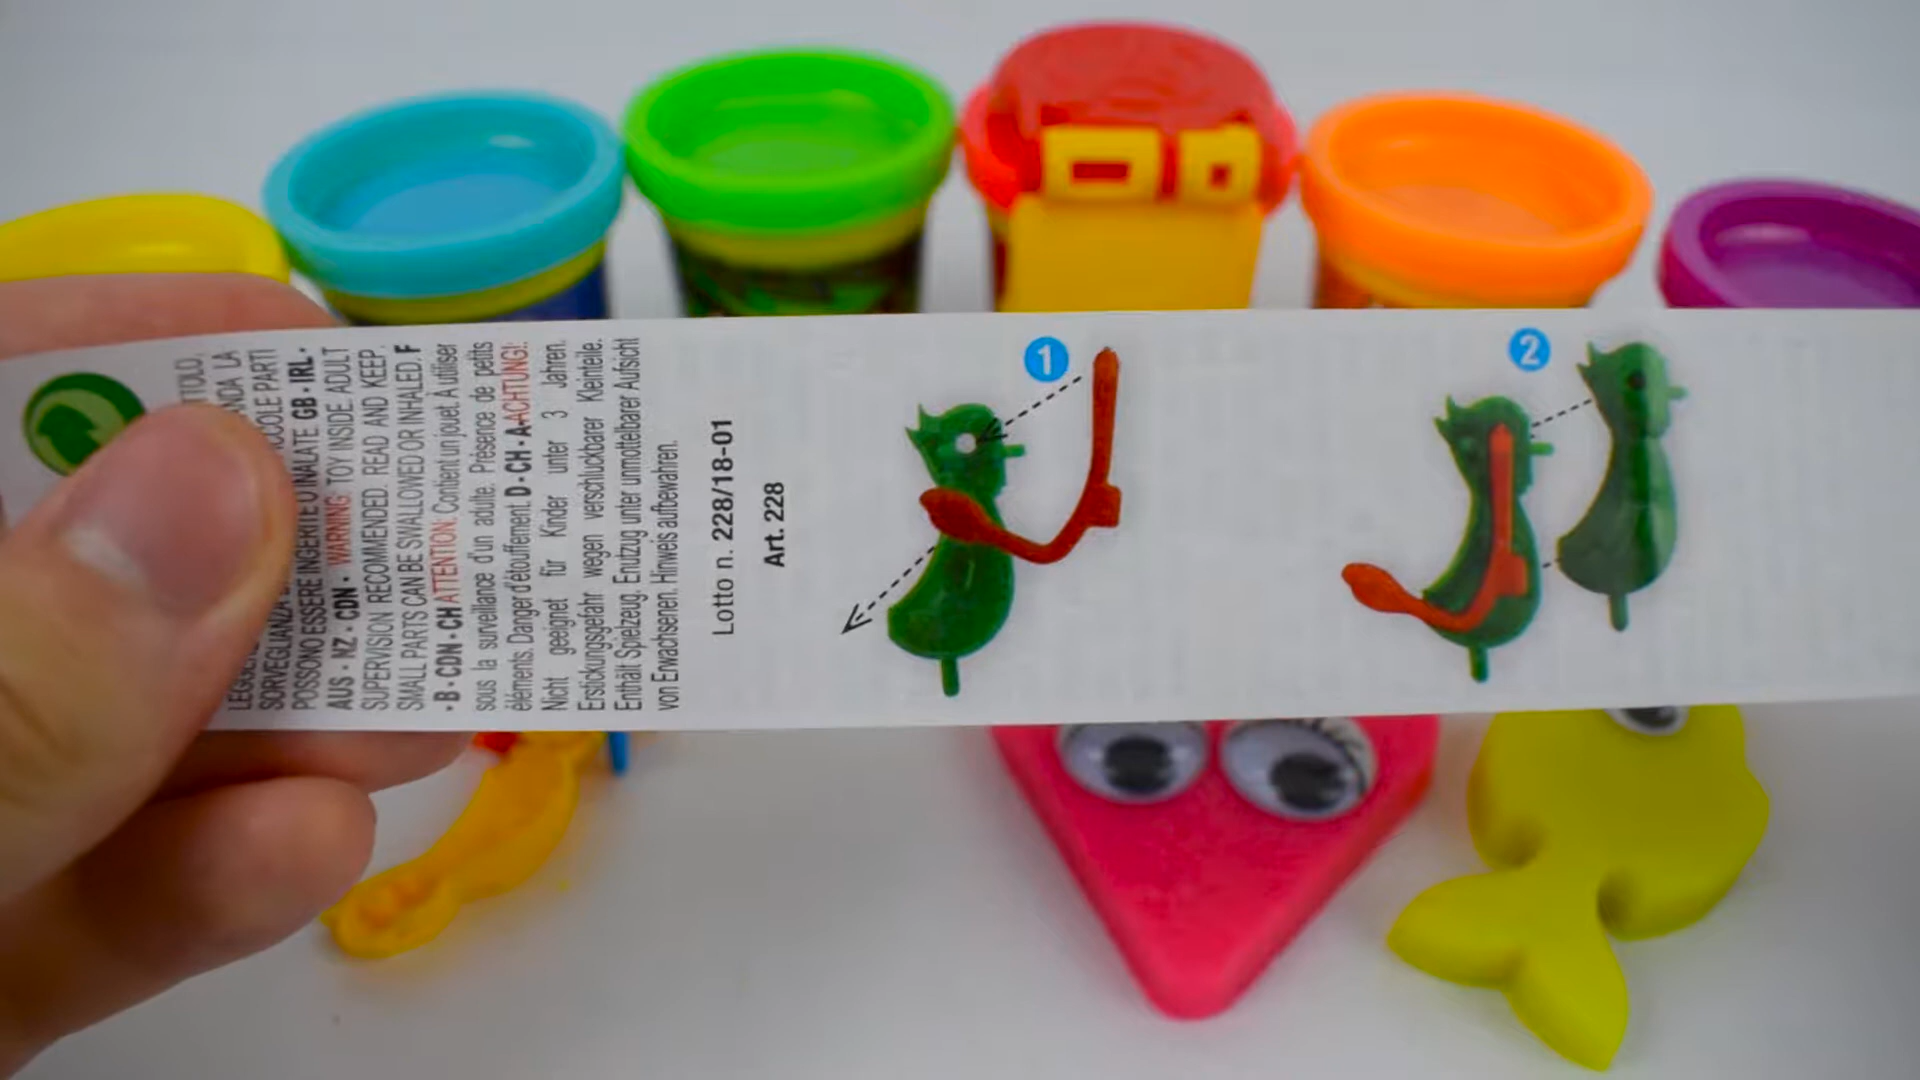 TTOLO.
NDA LA
LEGGE
CCOLE PARTI
SORVEGLIANZA
POSSONO ESSERE INGERITE O INALATE GB • IRL •
AUS • NZ • CDN • WARNING. TOY INSIDE. ADULT
SUPERVISION RECOMMENDED. READ AND KEEP.
SMALL PARTS CAN BE SWALLOWED OR INHALED. F
• B • CDN • CH ATTENTION. Contient un jouet. À utiliser
sous la surveillance d'un adulte. Présence de petits
éléments. Danger d'étouffement. D • CH • A • ACHTUNG!.
Nicht geeignet für Kinder unter 3 Jahren.
Erstickungsgefahr wegen verschluckbarer Kleinteile.
Enthält Spielzeug. Enutzug unter unmottelbarer Aufsicht
von Erwachsenen. Hinweis aufbewahren.
Lotto n. 228/18-01
Art. 228
1
2